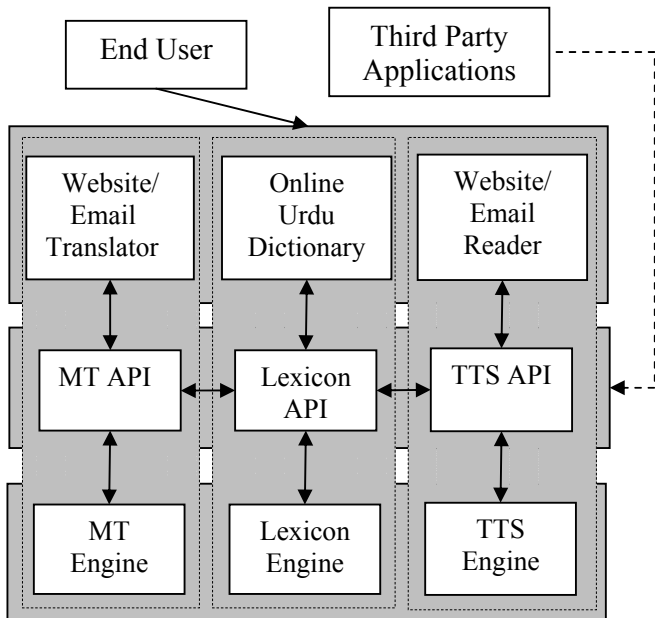 End User
Third Party
Applications
Website/
Email
Translator
Online
Urdu
Dictionary
Website/
Email
Reader
MT API
Lexicon
API
TTS API
MT
Engine
Lexicon
Engine
TTS
Engine